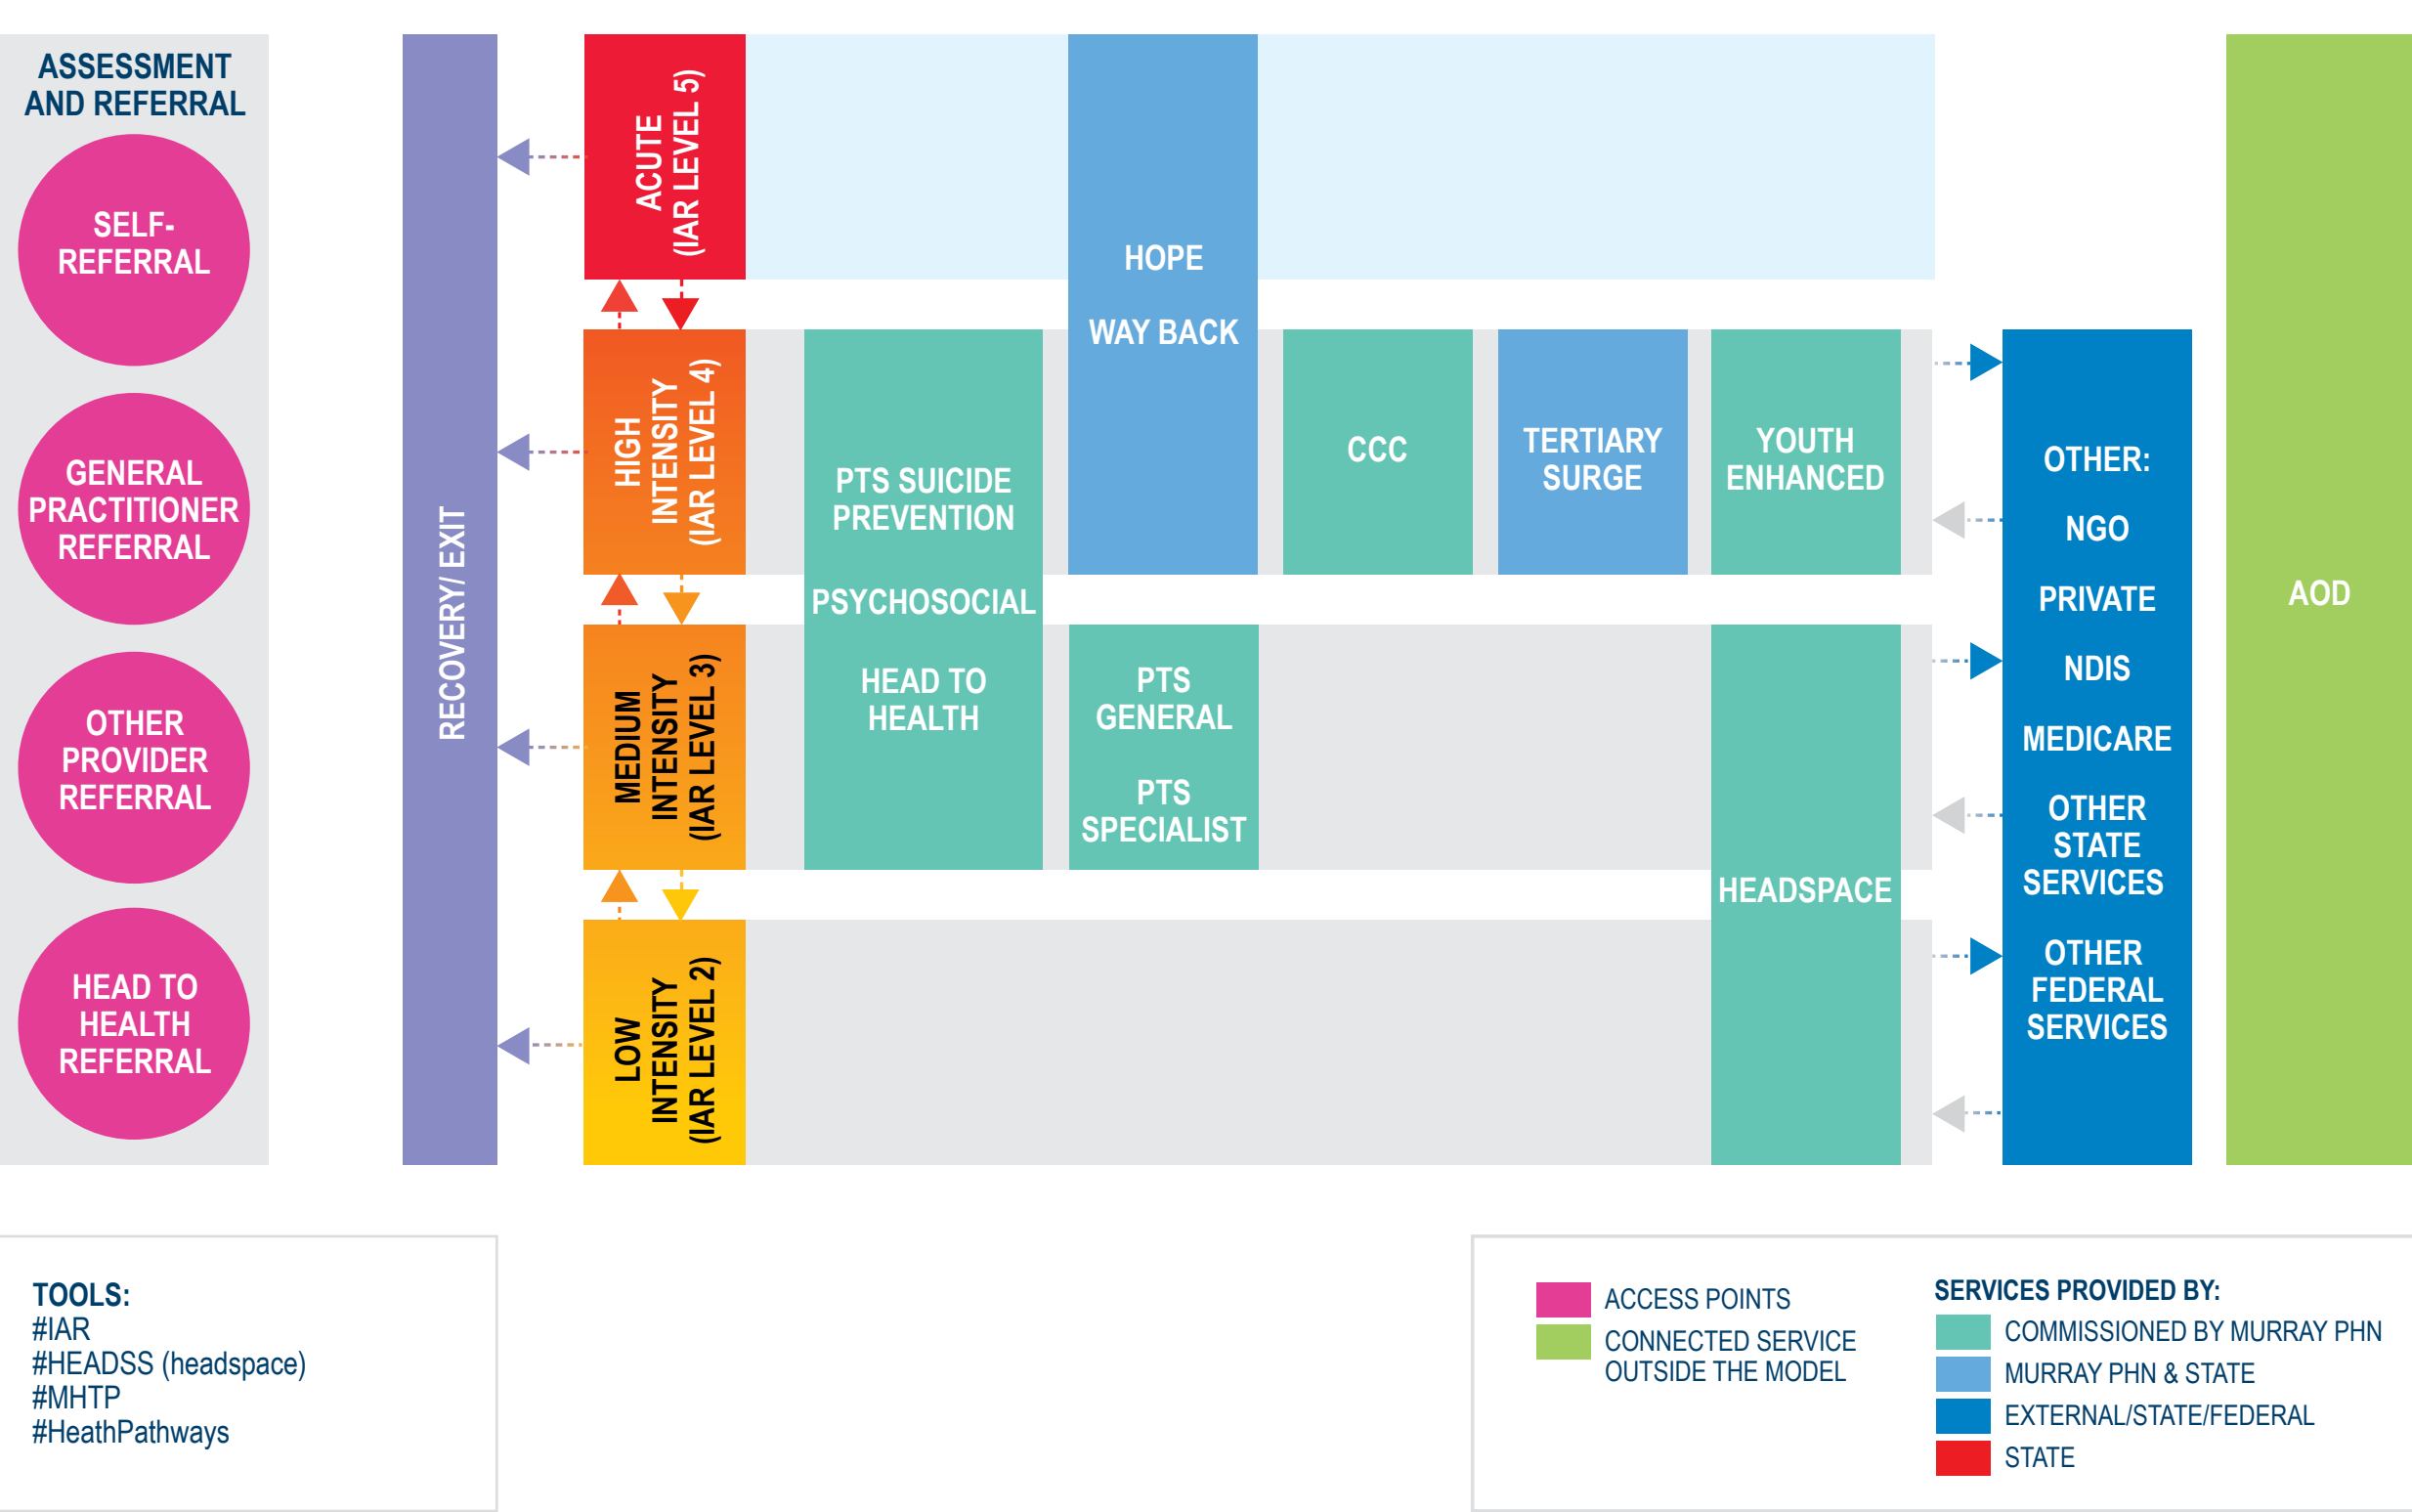 ASSESSMENT
AND REFERRAL
SELF-
REFERRAL
GENERAL
PRACTITIONER
REFERRAL
OTHER
PROVIDER
REFERRAL
HEAD TO
HEALTH
REFERRAL
RECOVERY/ EXIT
ACUTE
(IAR LEVEL 5)
HIGH
INTENSITY
(IAR LEVEL 4)
MEDIUM
INTENSITY
(IAR LEVEL 3)
LOW
INTENSITY
(IAR LEVEL 2)
PTS SUICIDE
PREVENTION
PSYCHOSOCIAL
HEAD TO
HEALTH
HOPE
WAY BACK
PTS
GENERAL
PTS
SPECIALIST
CCC
TERTIARY
SURGE
YOUTH
ENHANCED
HEADSPACE
OTHER:
NGO
PRIVATE
NDIS
MEDICARE
OTHER
STATE
SERVICES
OTHER
FEDERAL
SERVICES
AOD
TOOLS:
#IAR
#HEADSS (headspace)
#MHTP
#HeathPathways
ACCESS POINTS
CONNECTED SERVICE
OUTSIDE THE MODEL
SERVICES PROVIDED BY:
COMMISSIONED BY MURRAY PHN
MURRAY PHN & STATE
EXTERNAL/STATE/FEDERAL
STATE